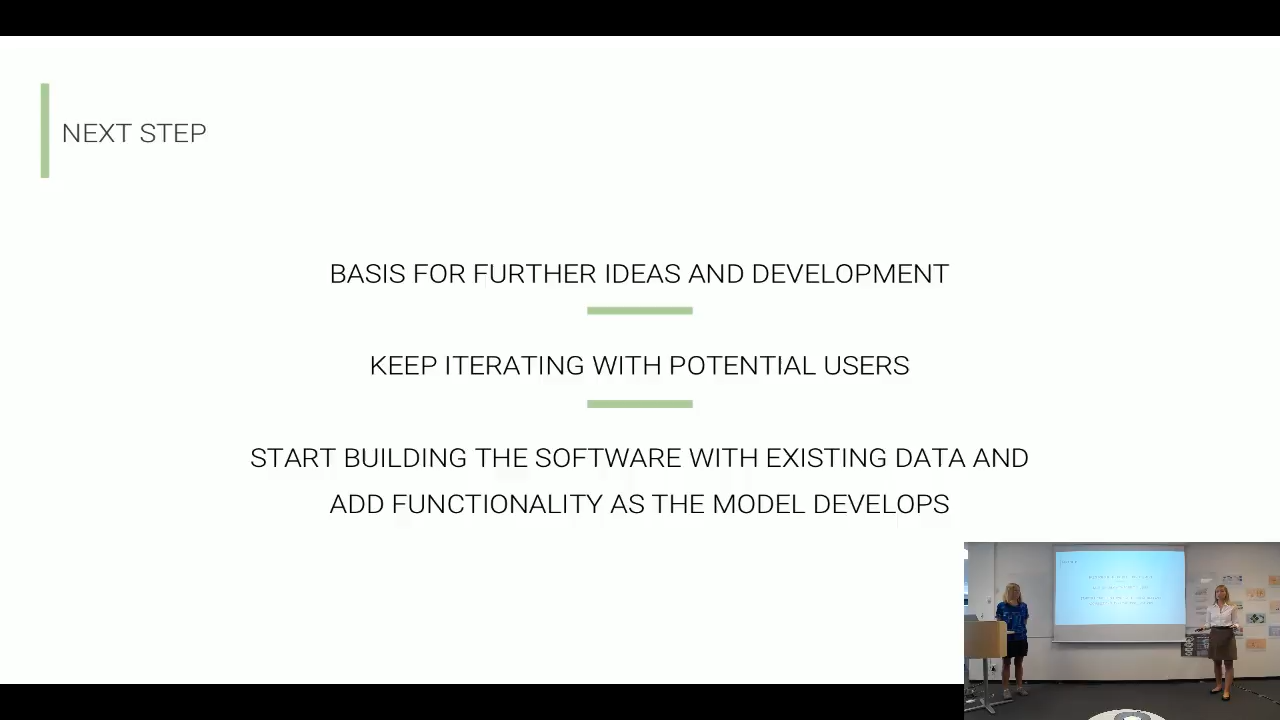 NEXT STEP
BASIS FOR FURTHER IDEAS AND DEVELOPMENT
KEEP ITERATING WITH POTENTIAL USERS
START BUILDING THE SOFTWARE WITH EXISTING DATA AND
ADD FUNCTIONALITY AS THE MODEL DEVELOPS